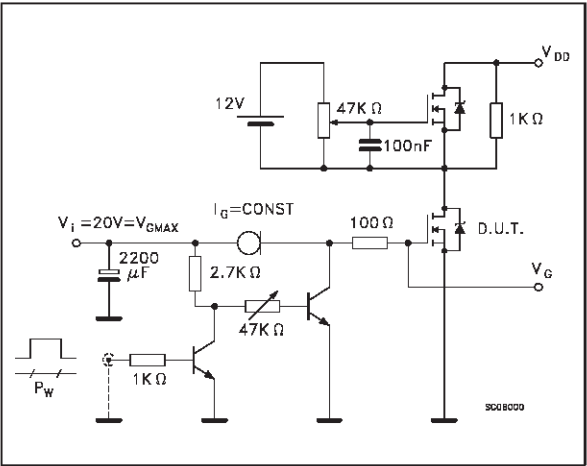 V_DD
12V
47KΩ
1KΩ
100nF
I_G=CONST
V_i =20V=V_GMAX
100Ω
D.U.T.
2200
μF
2.7KΩ
V_G
47KΩ
1KΩ
P_W
SC08000